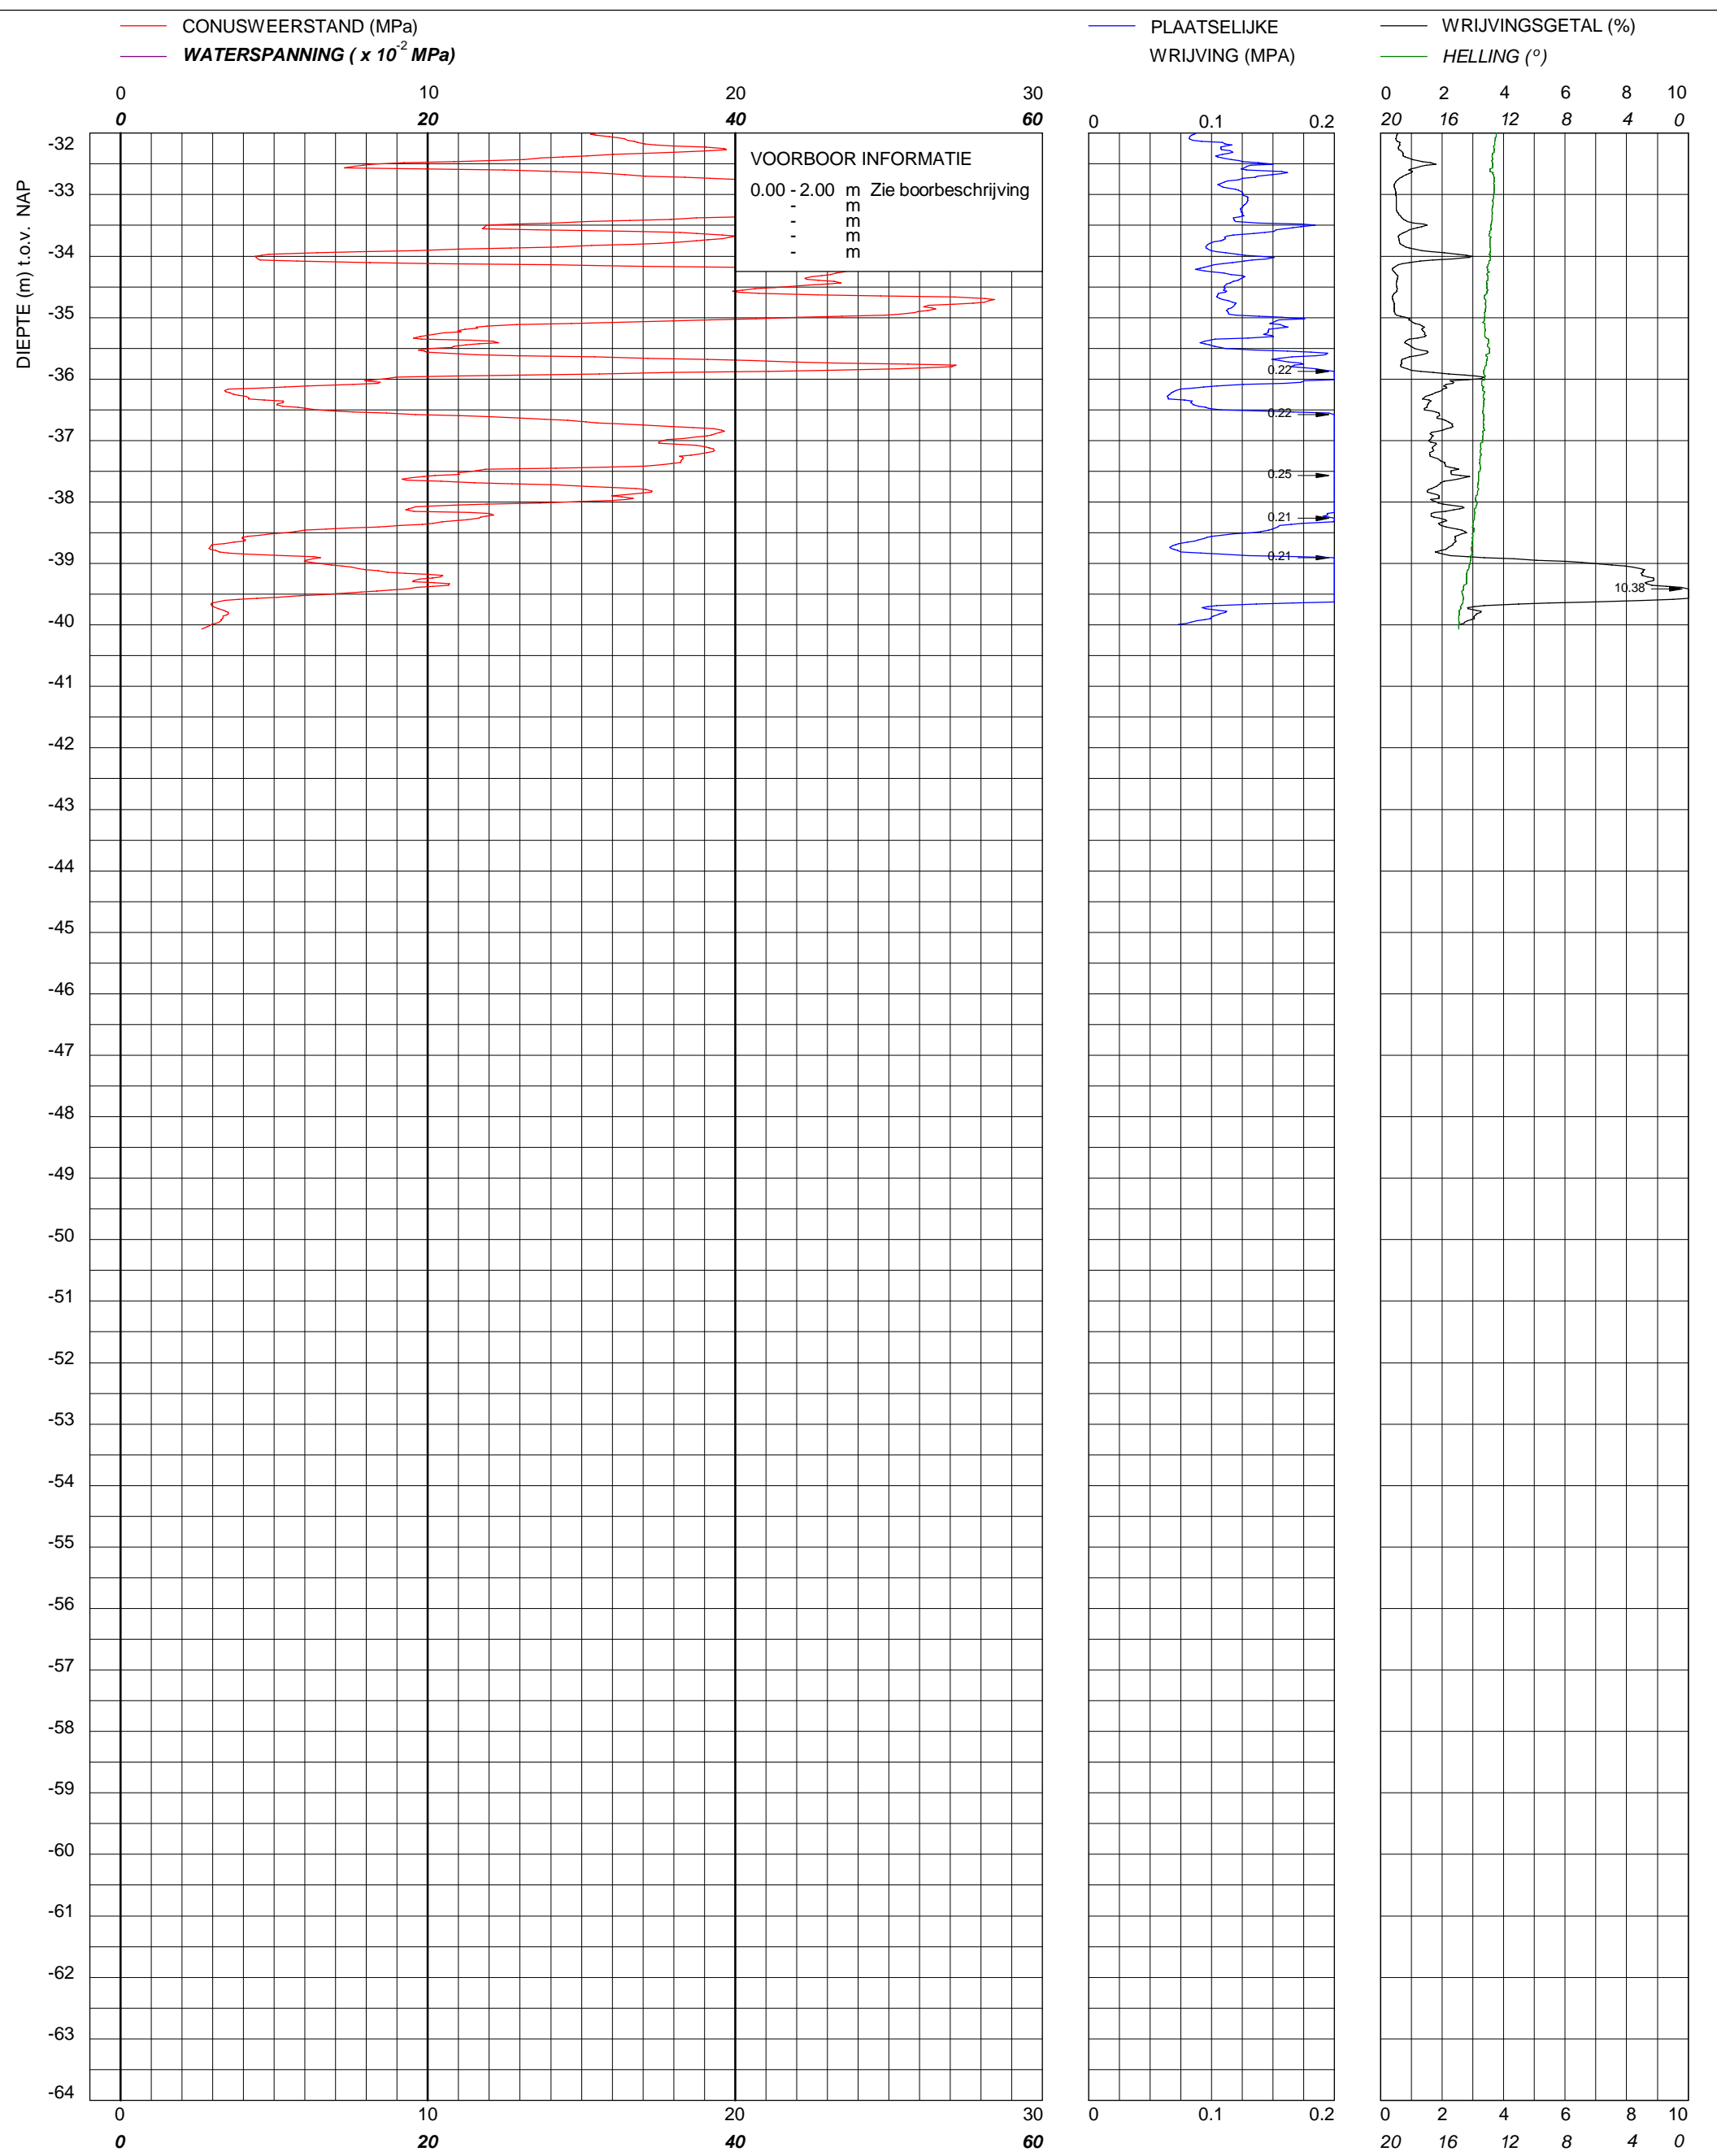 CONUSWEERSTAND (MPa)
WATERSPANNING ( x 10-2 MPa)
PLAATSELIJKE
WRIJVING (MPA)
WRIJVINGSGETAL (%)
HELLING (º)
0 10 20 30
0 20 40 60
0 0.1 0.2
0 2 4 6 8 10
20 16 12 8 4 0
DIEPTE (m) t.o.v. NAP
VOORBOOR INFORMATIE
0.00 - 2.00 m Zie boorbeschrijving
- m
- m
- m
- m
-32
-33
-34
-35
-36
-37
-38
-39
-40
-41
-42
-43
-44
-45
-46
-47
-48
-49
-50
-51
-52
-53
-54
-55
-56
-57
-58
-59
-60
-61
-62
-63
-64
0.22
0.22
0.25
0.21
0.21
10.38
0 10 20 30
0 20 40 60
0 0.1 0.2
0 2 4 6 8 10
20 16 12 8 4 0